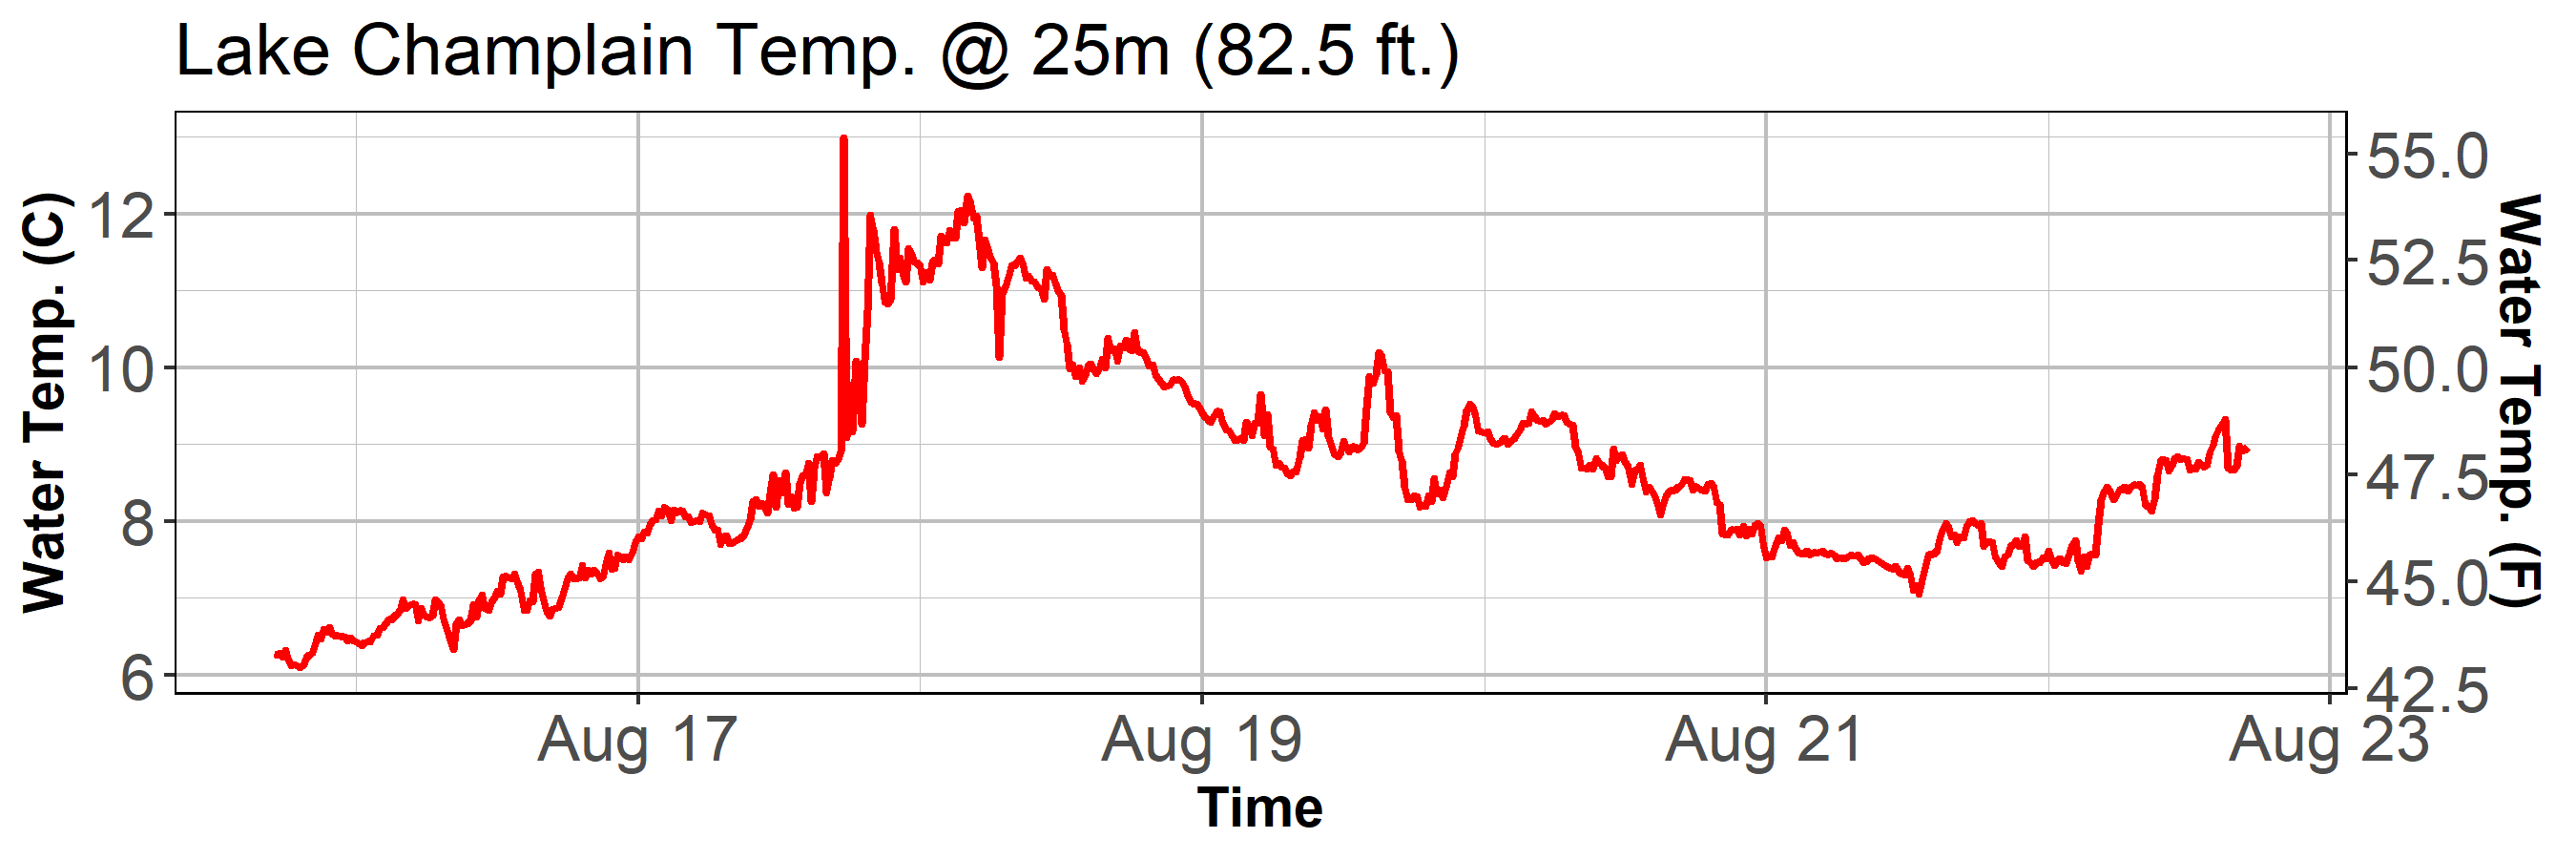 Lake Champlain Temp. @ 25m (82.5 ft.)
Water Temp. (C)
12
10
8
6
55.0
52.5
50.0
47.5
45.0
42.5
Water Temp. (F)
Aug 17 Aug 19 Aug 21 Aug 23
Time